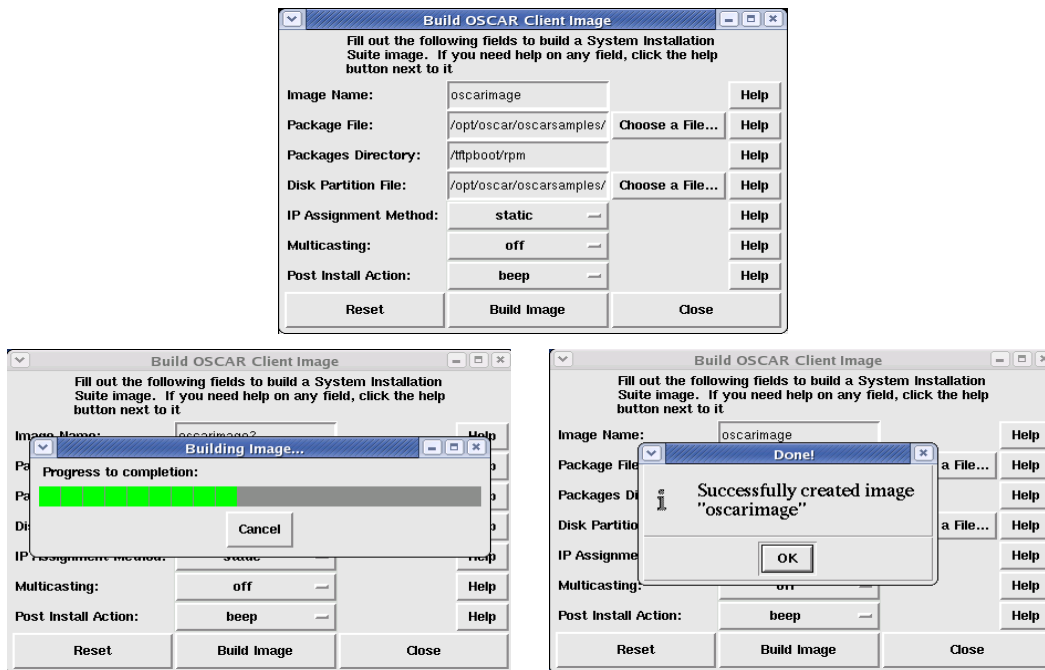 Build OSCAR Client Image
Fill out the following fields to build a System Installation
Suite image. If you need help on any field, click the help
button next to it
Image Name: oscarimage Help
Package File: /opt/oscar/oscarsamples/ Choose a File... Help
Packages Directory: /tftpboot/rpm Help
Disk Partition File: /opt/oscar/oscarsamples/ Choose a File... Help
IP Assignment Method: static Help
Multicasting: off Help
Post Install Action: beep Help
Reset Build Image Close
Build OSCAR Client Image
Fill out the following fields to build a System Installation
Suite image. If you need help on any field, click the help
button next to it
Image Name: oscarimage2 Help
Building Image...
Progress to completion:
Cancel
IP Assignment Method: static Help
Multicasting: off Help
Post Install Action: beep Help
Reset Build Image Close
Build OSCAR Client Image
Fill out the following fields to build a System Installation
Suite image. If you need help on any field, click the help
button next to it
Image Name: oscarimage Help
Package File a File... Help
Packages Di Help
Disk Partitio a File... Help
IP Assignme Help
Done!
Successfully created image
"oscarimage"
OK
Multicasting: off Help
Post Install Action: beep Help
Reset Build Image Close